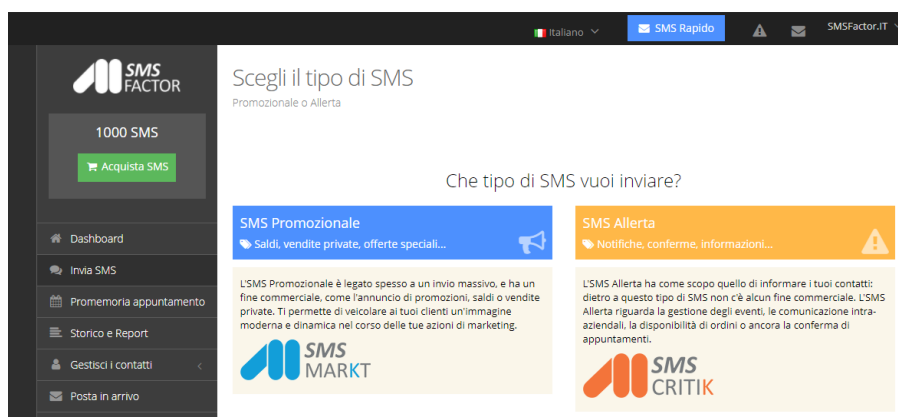 Italiano
SMS Rapido
SMSFactor.IT
SMS
FACTOR
1000 SMS
Acquista SMS
Dashboard
Invia SMS
Promemoria appuntamento
Storico e Report
Gestisci i contatti
Posta in arrivo
Scegli il tipo di SMS
Promozionale o Allerta
Che tipo di SMS vuoi inviare?
SMS Promozionale
Saldi, vendite private, offerte speciali...
L'SMS Promozionale è legato spesso a un invio massivo, e ha un
fine commerciale, come l'annuncio di promozioni, saldi o vendite
private. Ti permette di veicolare ai tuoi clienti un'immagine
moderna e dinamica nel corso delle tue azioni di marketing.
SMS
MARKT
SMS Allerta
Notifiche, conferme, informazioni...
L'SMS Allerta ha come scopo quello di informare i tuoi contatti:
dietro a questo tipo di SMS non c'è alcun fine commerciale. L'SMS
Allerta riguarda la gestione degli eventi, le comunicazione intra-
aziendali, la disponibilità di ordini o ancora la conferma di
appuntamenti.
SMS
CRITIK